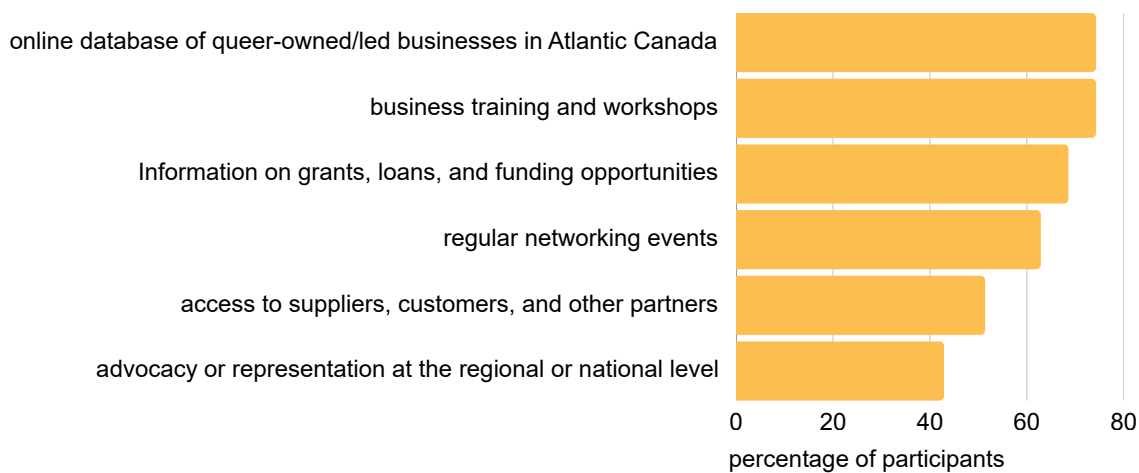 online database of queer-owned/led businesses in Atlantic Canada
business training and workshops
Information on grants, loans, and funding opportunities
regular networking events
access to suppliers, customers, and other partners
advocacy or representation at the regional or national level
0 20 40 60 80
percentage of participants